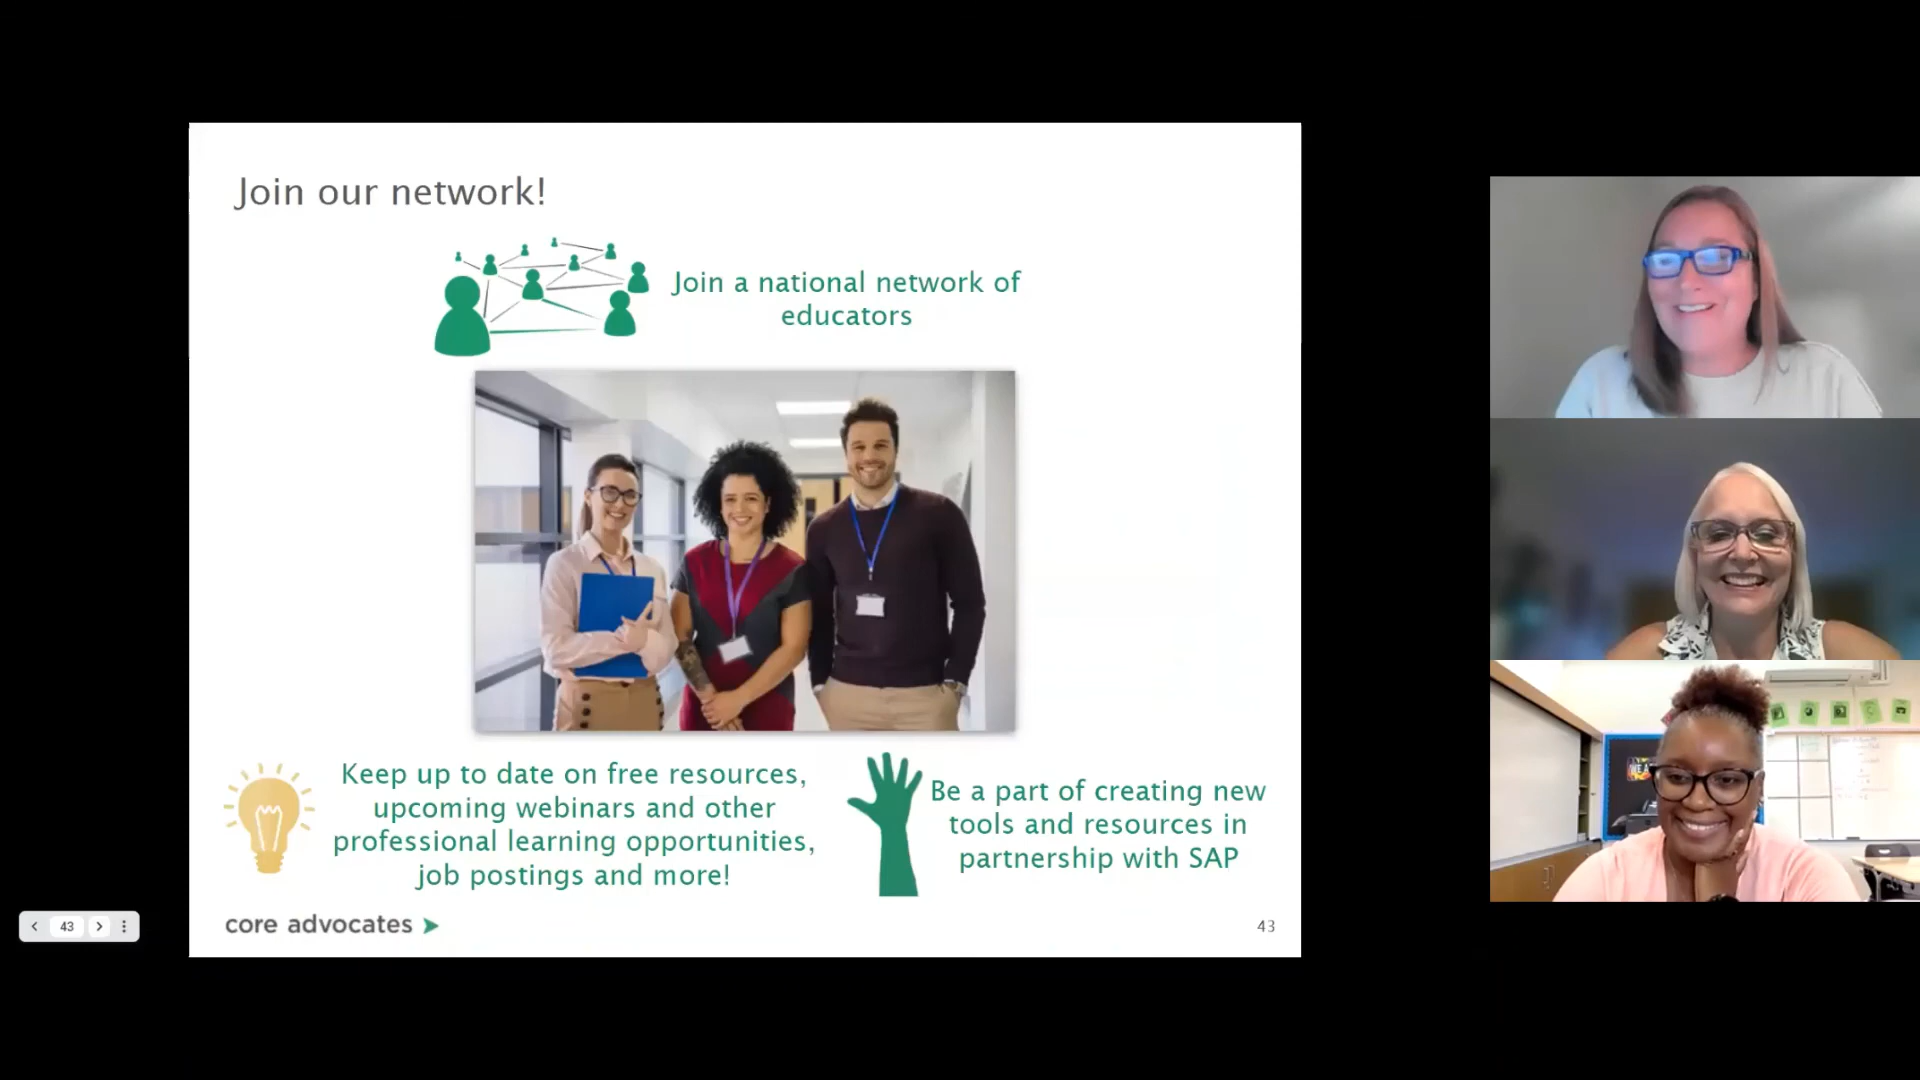 Join our network!
Join a national network of
educators
Keep up to date on free resources,
upcoming webinars and other
professional learning opportunities,
job postings and more!
Be a part of creating new
tools and resources in
partnership with SAP
core advocates
43
43
WE A